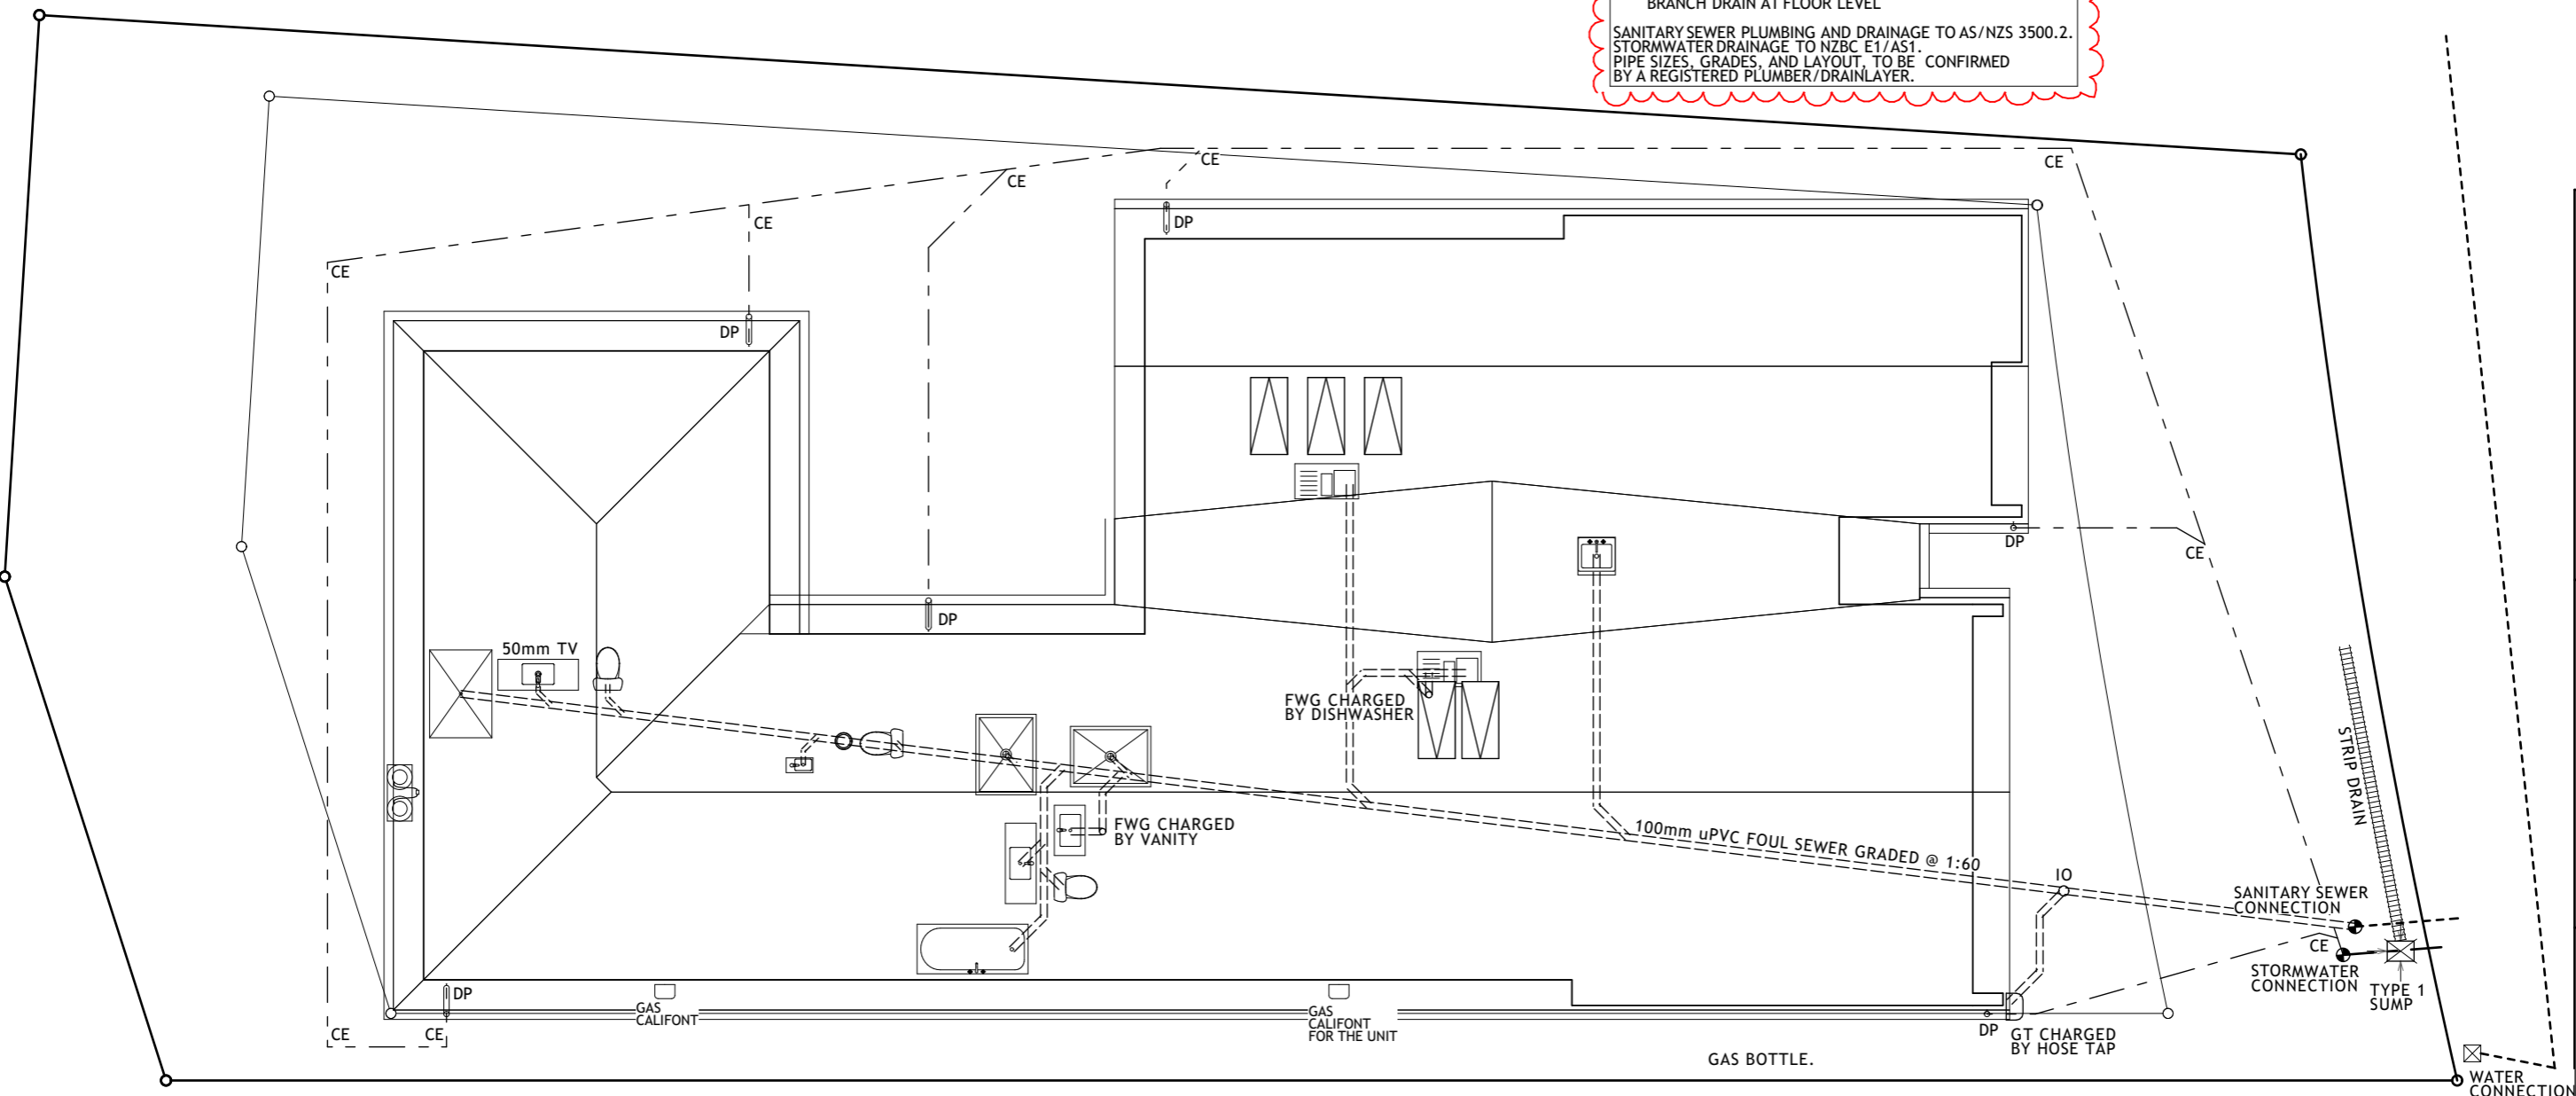 BRANCH DRAIN AT FLOOR LEVEL
SANITARY SEWER PLUMBING AND DRAINAGE TO AS/NZS 3500.2.
STORMWATER DRAINAGE TO NZBC E1/AS1.
PIPE SIZES, GRADES, AND LAYOUT, TO BE CONFIRMED
BY A REGISTERED PLUMBER/DRAINLAYER.
CE
CE
CE
CE
CE
DP
DP
DP
DP
CE
50mm TV
FWG CHARGED
BY DISHWASHER
STRIP DRAIN
FWG CHARGED
BY VANITY
100mm uPVC FOUL SEWER GRADED @ 1:60
IO
SANITARY SEWER
CONNECTION
CE
STORMWATER
CONNECTION
TYPE 1
SUMP
DP
CE
CE
GAS
CALIFONT
GAS
CALIFONT
FOR THE UNIT
DP
GT CHARGED
BY HOSE TAP
GAS BOTTLE.
WATER
CONNECTION